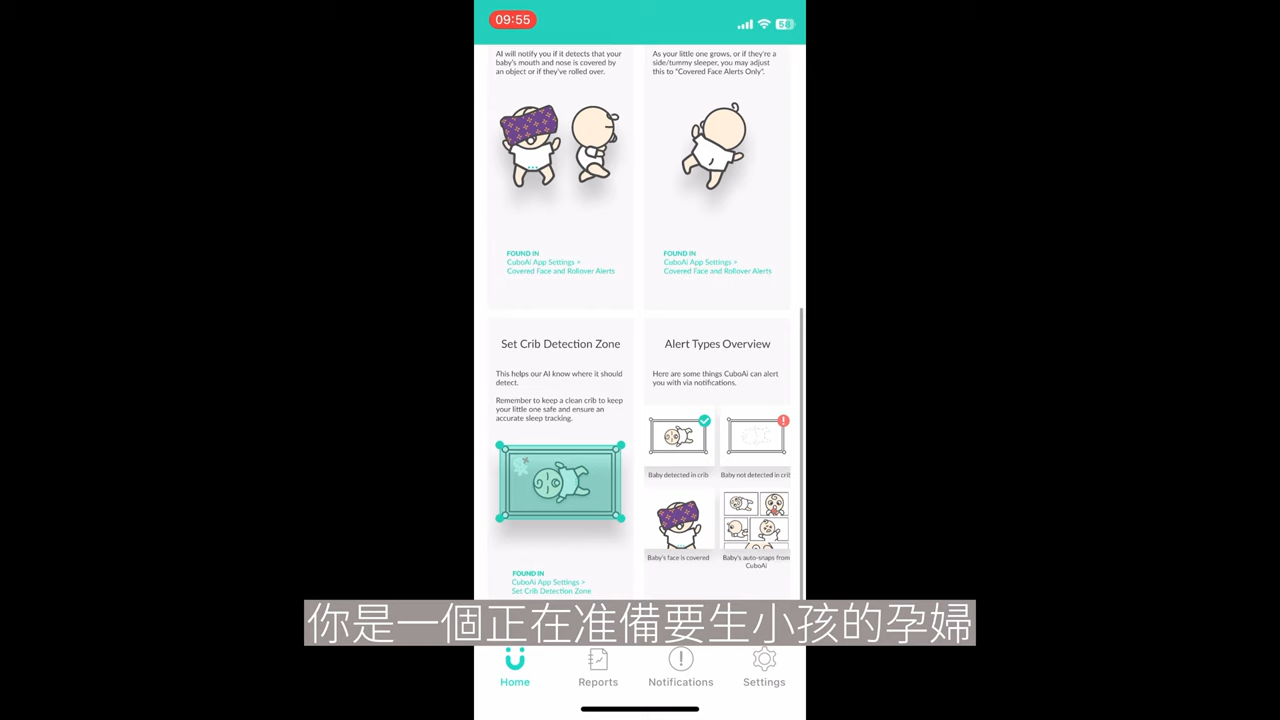 09:55
56
AI will notify you if it detects that your
baby's mouth and nose is covered by
an object or if they've rolled over.
As your little one grows, or if they're a
side/tummy sleeper, you may adjust
this to "Covered Face Alerts Only".
FOUND IN
CuboAi App Settings >
Covered Face and Rollover Alerts
FOUND IN
CuboAi App Settings >
Covered Face and Rollover Alerts
Set Crib Detection Zone
This helps our AI know where it should
detect.
Remember to keep a clean crib to keep
your little one safe and ensure an
accurate sleep tracking.
FOUND IN
CuboAi App Settings >
Set Crib Detection Zone
Alert Types Overview
Here are some things CuboAi can alert
you with via notifications.
Baby detected in crib
Baby not detected in crib
Baby's face is covered
Baby's auto-snaps from
CuboAi
你是一個正在准備要生小孩的孕婦
Home
Reports
Notifications
Settings